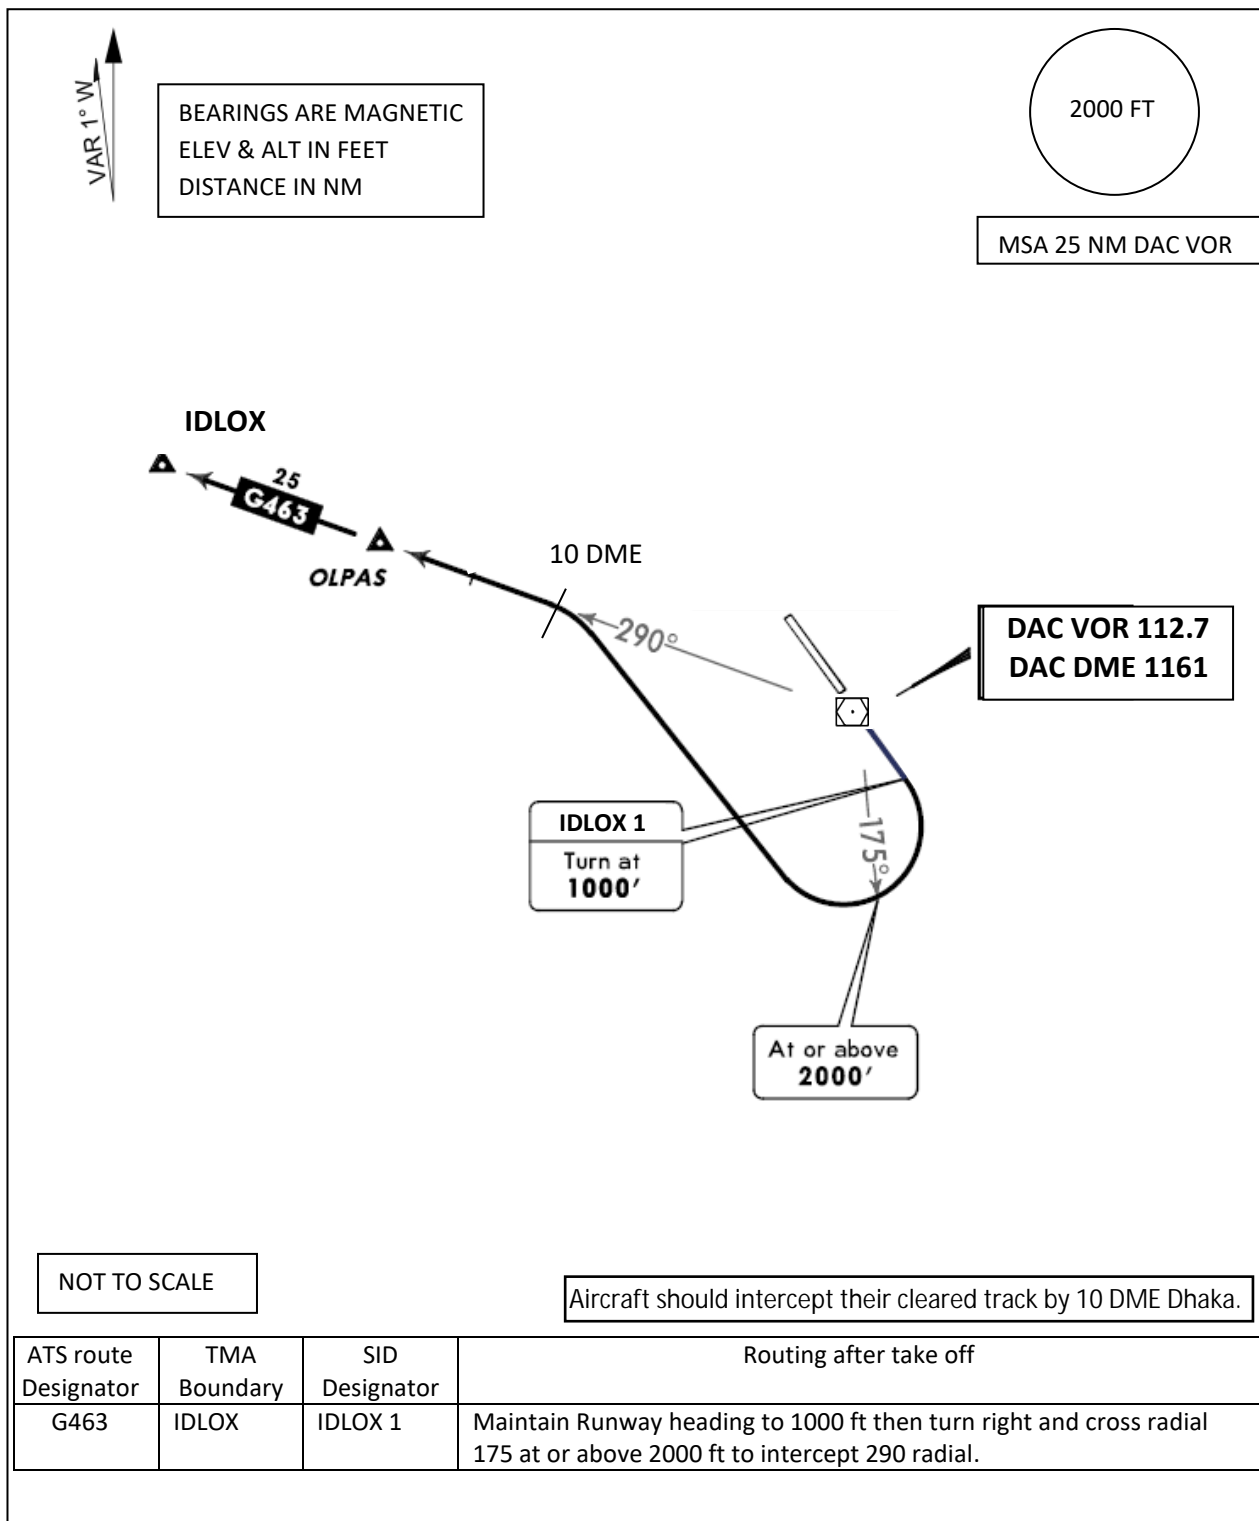 VAR 1° W
BEARINGS ARE MAGNETIC
ELEV & ALT IN FEET
DISTANCE IN NM
2000 FT
MSA 25 NM DAC VOR
IDLOX
25
G463
OLPAS
10 DME
290°
DAC VOR 112.7
DAC DME 1161
IDLOX 1
Turn at
1000′
175°
At or above
2000′
NOT TO SCALE
Aircraft should intercept their cleared track by 10 DME Dhaka.
ATS route
Designator
TMA
Boundary
SID
Designator
Routing after take off
G463
IDLOX
IDLOX 1
Maintain Runway heading to 1000 ft then turn right and cross radial
175 at or above 2000 ft to intercept 290 radial.